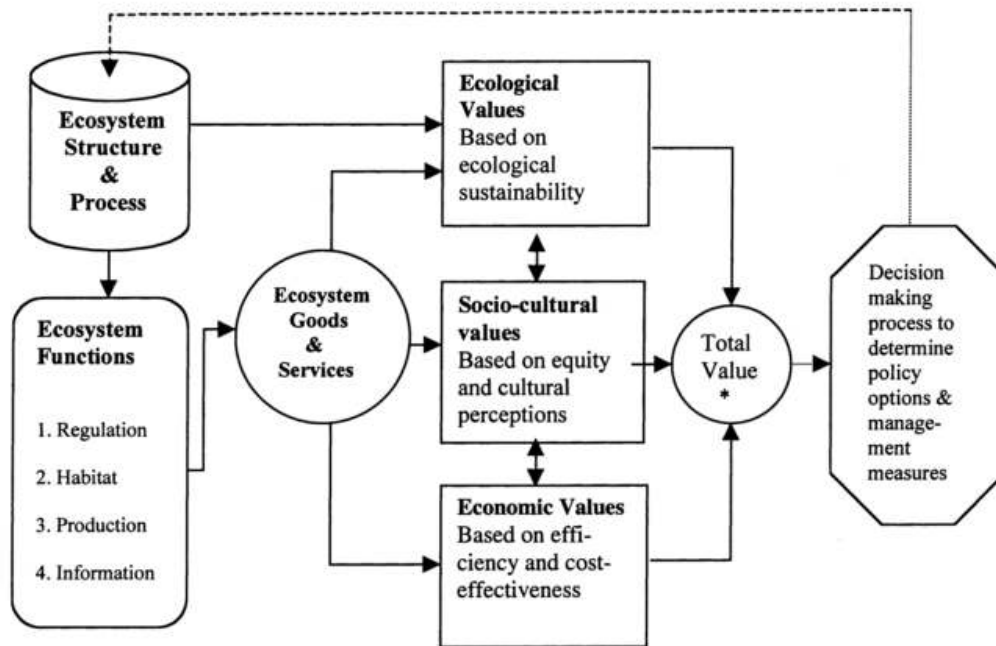 Ecosystem
Structure
&
Process
Ecosystem
Functions
1. Regulation
2. Habitat
3. Production
4. Information
Ecosystem
Goods
&
Services
Ecological
Values
Based on
ecological
sustainability
Socio-cultural
values
Based on equity
and cultural
perceptions
Economic Values
Based on effi-
ciency and cost-
effectiveness
Total
Value
*
Decision
making
process to
determine
policy
options &
manage-
ment
measures